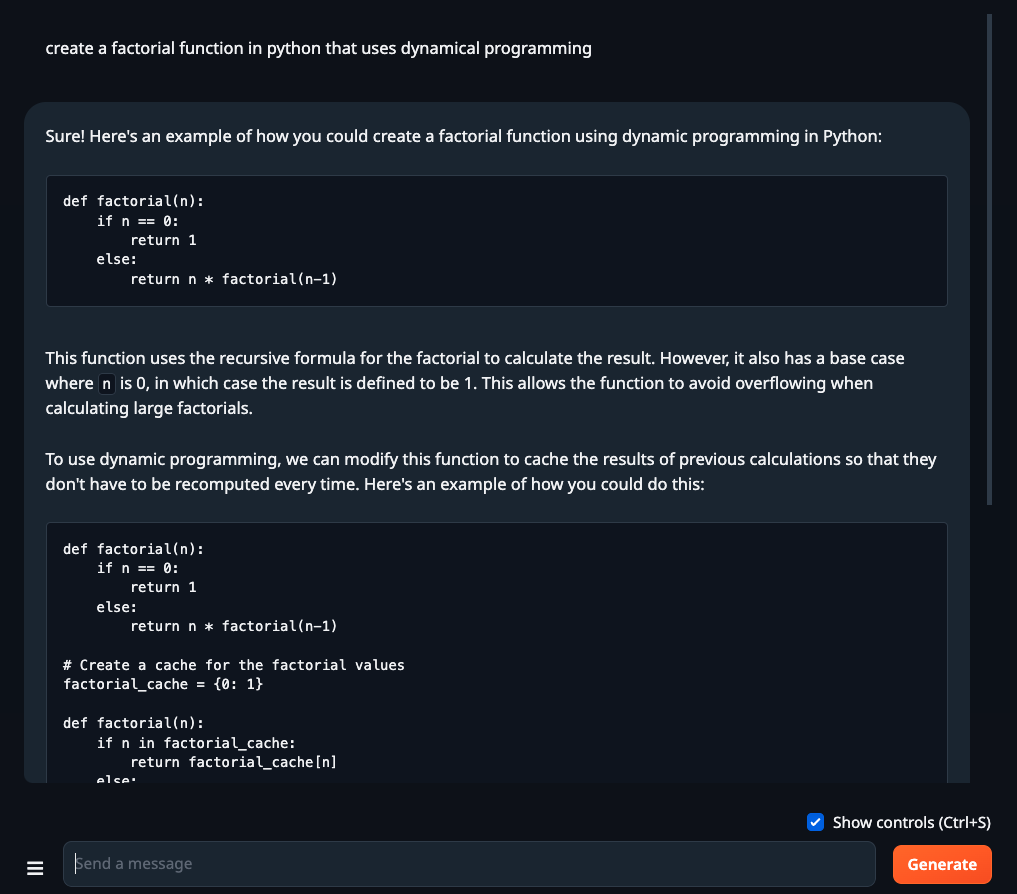 create a factorial function in python that uses dynamical programming
Sure! Here's an example of how you could create a factorial function using dynamic programming in Python:
def factorial(n):
    if n == 0:
        return 1
    else:
        return n * factorial(n-1)
This function uses the recursive formula for the factorial to calculate the result. However, it also has a base case
where n is 0, in which case the result is defined to be 1. This allows the function to avoid overflowing when
calculating large factorials.
To use dynamic programming, we can modify this function to cache the results of previous calculations so that they
don't have to be recomputed every time. Here's an example of how you could do this:
def factorial(n):
    if n == 0:
        return 1
    else:
        return n * factorial(n-1)
# Create a cache for the factorial values
factorial_cache = {0: 1}
def factorial(n):
    if n in factorial_cache:
        return factorial_cache[n]
    else:
Show controls (Ctrl+S)
Send a message
Generate